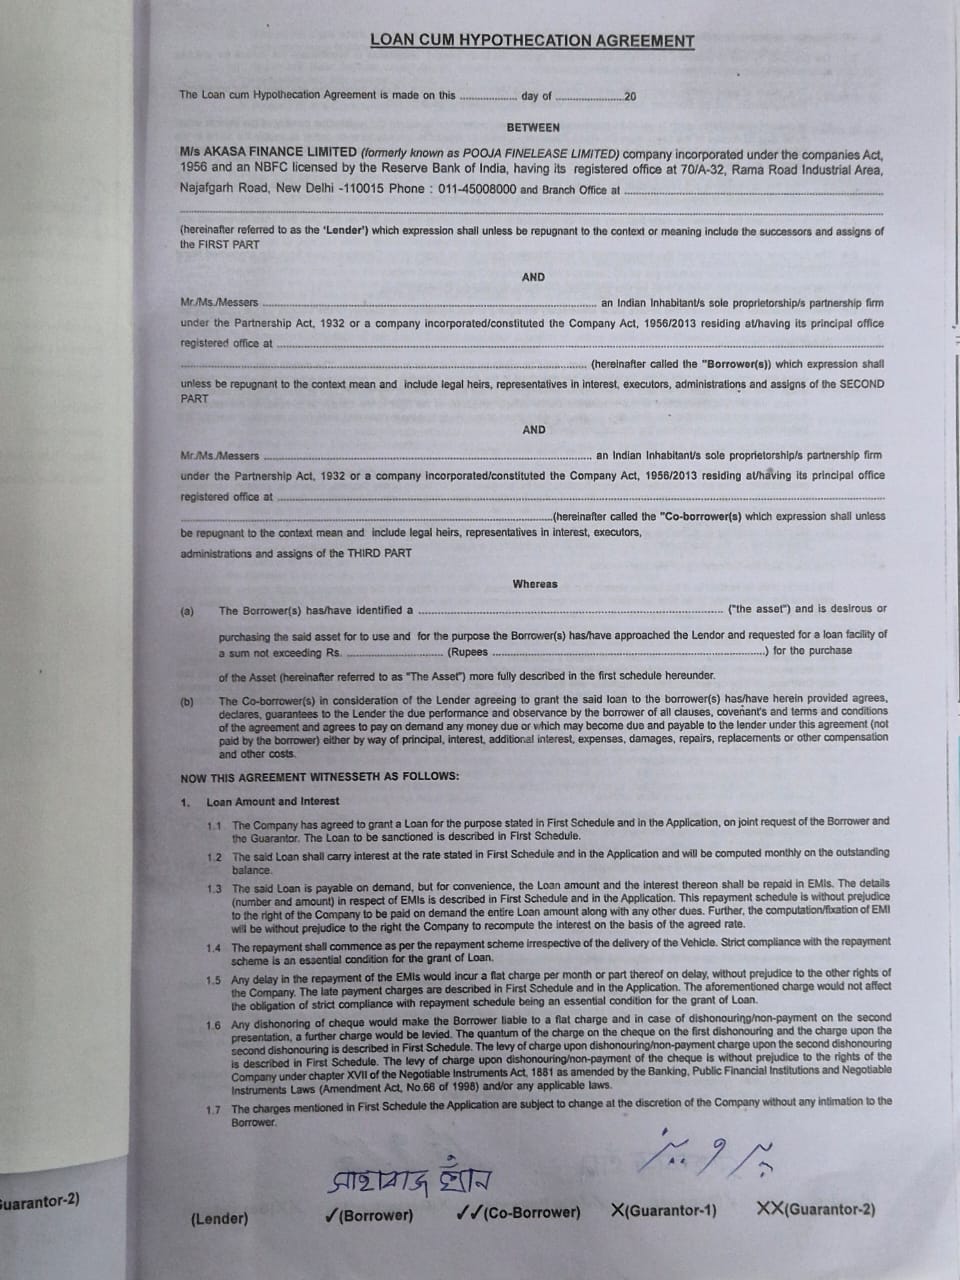 LOAN CUM HYPOTHECATION AGREEMENT
The Loan cum Hypothecation Agreement is made on this ................... day of .......................20
BETWEEN
M/s AKASA FINANCE LIMITED (formerly known as POOJA FINELEASE LIMITED) company incorporated under the companies Act,
1956 and an NBFC licensed by the Reserve Bank of India, having its registered office at 70/A-32, Rama Road Industrial Area,
Najafgarh Road, New Delhi -110015 Phone : 011-45008000 and Branch Office at ......................................................................................
..........................................................................................................................................................................................................................................
(hereinafter referred to as the 'Lender') which expression shall unless be repugnant to the context or meaning include the successors and assigns of
the FIRST PART
AND
Mr./Ms./Messers ................................................................................................................ an Indian Inhabitant/s sole proprietorship/s partnership firm
under the Partnership Act, 1932 or a company incorporated/constituted the Company Act, 1956/2013 residing at/having its principal office
registered office at ..........................................................................................................................................................................................................
........................................................................................................................................ (hereinafter called the "Borrower(s)) which expression shall
unless be repugnant to the context mean and include legal heirs, representatives in interest, executors, administrations and assigns of the SECOND
PART
AND
Mr./Ms./Messers .............................................................................................................. an Indian Inhabitant/s sole proprietorship/s partnership firm
under the Partnership Act, 1932 or a company incorporated/constituted the Company Act, 1956/2013 residing at/having its principal office
registered office at ..........................................................................................................................................................................................................
............................................................................................................................(hereinafter called the "Co-borrower(s) which expression shall unless
be repugnant to the context mean and include legal heirs, representatives in interest, executors,
administrations and assigns of the THIRD PART
Whereas
(a) The Borrower(s) has/have identified a ...................................................................................................... ("the asset") and is desirous or
purchasing the said asset for to use and for the purpose the Borrower(s) has/have approached the Lendor and requested for a loan facility of
a sum not exceeding Rs. ................................ (Rupees ...........................................................................................) for the purchase
of the Asset (hereinafter referred to as "The Asset") more fully described in the first schedule hereunder.
(b) The Co-borrower(s) in consideration of the Lender agreeing to grant the said loan to the borrower(s) has/have herein provided agrees,
declares, guarantees to the Lender the due performance and observance by the borrower of all clauses, covenant's and terms and conditions
of the agreement and agrees to pay on demand any money due or which may become due and payable to the lender under this agreement (not
paid by the borrower) either by way of principal, interest, additional interest, expenses, damages, repairs, replacements or other compensation
and other costs.
NOW THIS AGREEMENT WITNESSETH AS FOLLOWS:
1. Loan Amount and Interest
1.1 The Company has agreed to grant a Loan for the purpose stated in First Schedule and in the Application, on joint request of the Borrower and
the Guarantor. The Loan to be sanctioned is described in First Schedule.
1.2 The said Loan shall carry interest at the rate stated in First Schedule and in the Application and will be computed monthly on the outstanding
balance.
1.3 The said Loan is payable on demand, but for convenience, the Loan amount and the interest thereon shall be repaid in EMIs. The details
(number and amount) in respect of EMIs is described in First Schedule and in the Application. This repayment schedule is without prejudice
to the right of the Company to be paid on demand the entire Loan amount along with any other dues. Further, the computation/fixation of EMI
will be without prejudice to the right the Company to recompute the interest on the basis of the agreed rate.
1.4 The repayment shall commence as per the repayment scheme irrespective of the delivery of the Vehicle. Strict compliance with the repayment
scheme is an essential condition for the grant of Loan.
1.5 Any delay in the repayment of the EMIs would incur a flat charge per month or part thereof on delay, without prejudice to the other rights of
the Company. The late payment charges are described in First Schedule and in the Application. The aforementioned charge would not affect
the obligation of strict compliance with repayment schedule being an essential condition for the grant of Loan.
1.6 Any dishonoring of cheque would make the Borrower liable to a flat charge and in case of dishonouring/non-payment on the second
presentation, a further charge would be levied. The quantum of the charge on the cheque on the first dishonouring and the charge upon the
second dishonouring is described in First Schedule. The levy of charge upon dishonouring/non-payment charge upon the second dishonouring
is described in First Schedule. The levy of charge upon dishonouring/non-payment of the cheque is without prejudice to the rights of the
Company under chapter XVII of the Negotiable Instruments Act, 1881 as amended by the Banking, Public Financial Institutions and Negotiable
Instruments Laws (Amendment Act, No.66 of 1998) and/or any applicable laws.
1.7 The charges mentioned in First Schedule the Application are subject to change at the discretion of the Company without any intimation to the
Borrower.
সাহাবাজ খাঁন
Guarantor-2)
(Lender) ✓(Borrower) ✓✓(Co-Borrower) X(Guarantor-1) XX(Guarantor-2)